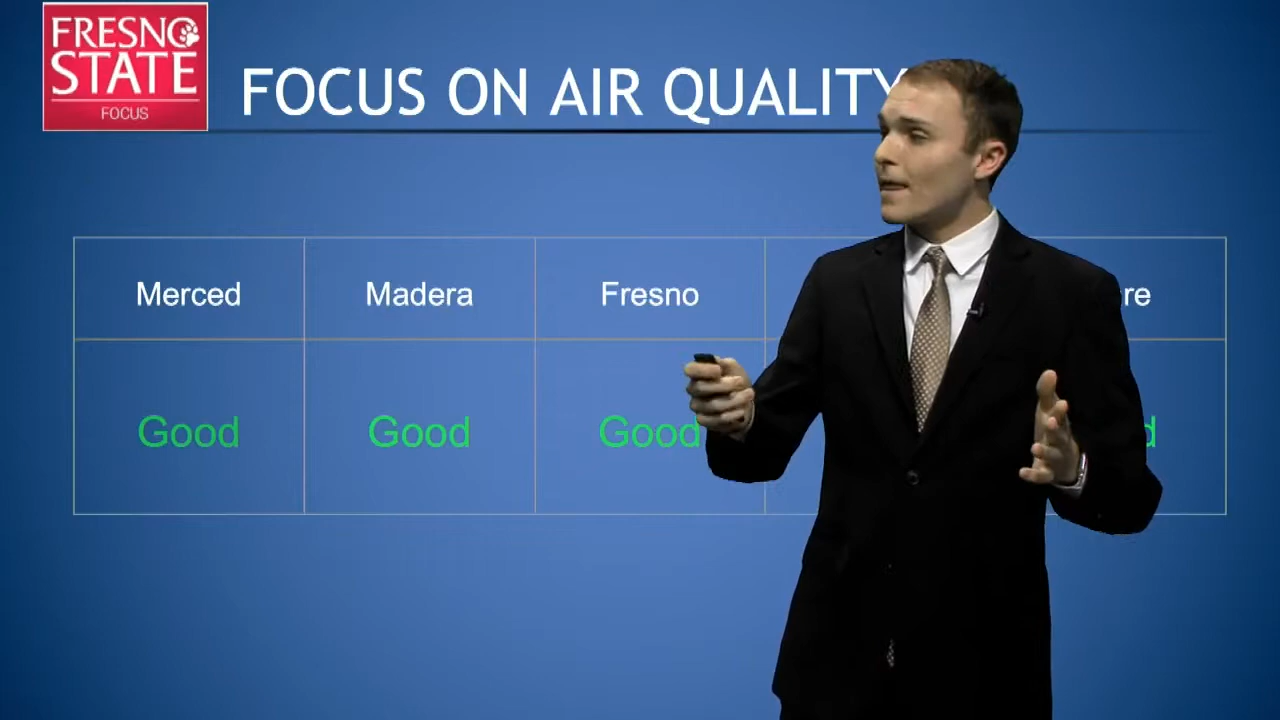 FRESNO
STATE
FOCUS
FOCUS ON AIR QUALITY
Merced Madera Fresno
Good Good Good